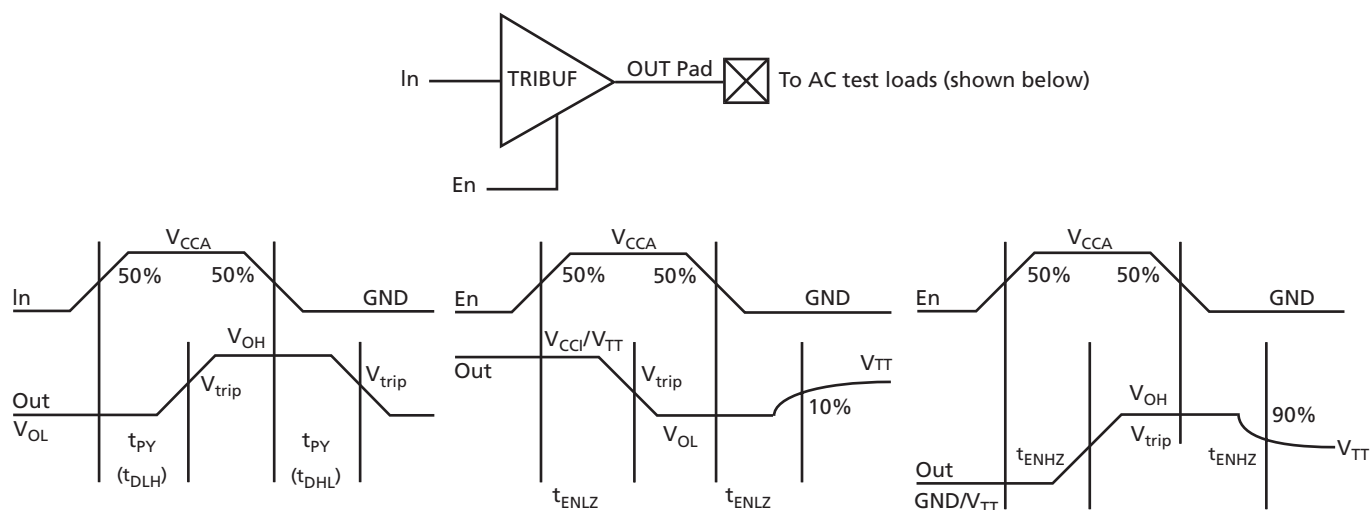 In
TRIBUF
OUT Pad
To AC test loads (shown below)
En
In
VCCA
50%
50%
GND
Out
VOL
VOH
Vtrip
Vtrip
tPY
(tDLH)
tPY
(tDHL)
En
VCCA
50%
50%
GND
Out
VCCI/VTT
Vtrip
VOL
VTT
10%
tENLZ
tENLZ
En
VCCA
50%
50%
GND
Out
GND/VTT
tENHZ
VOH
Vtrip
tENHZ
90%
VTT